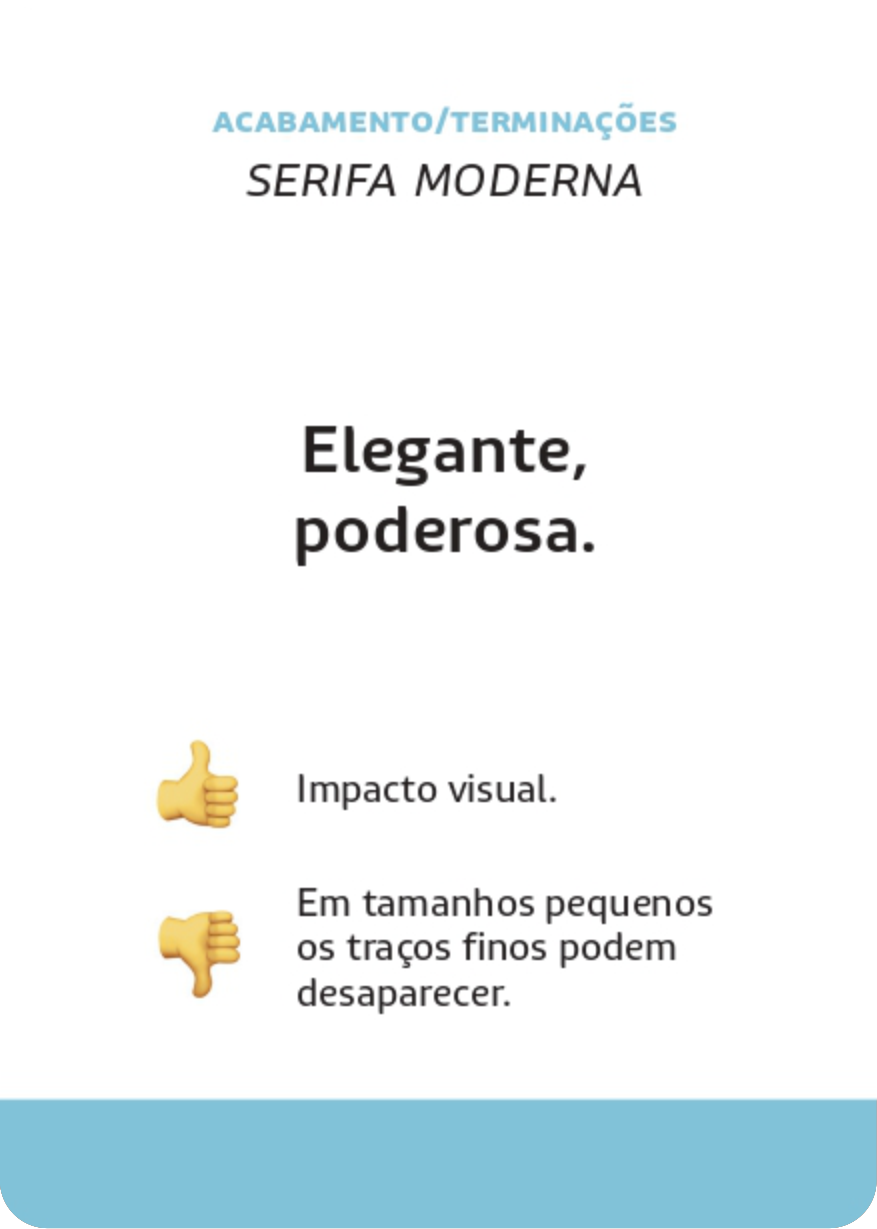 ACABAMENTO/TERMINAÇÕES
SERIFA MODERNA
Elegante,
poderosa.
Impacto visual.
Em tamanhos pequenos
os traços finos podem
desaparecer.